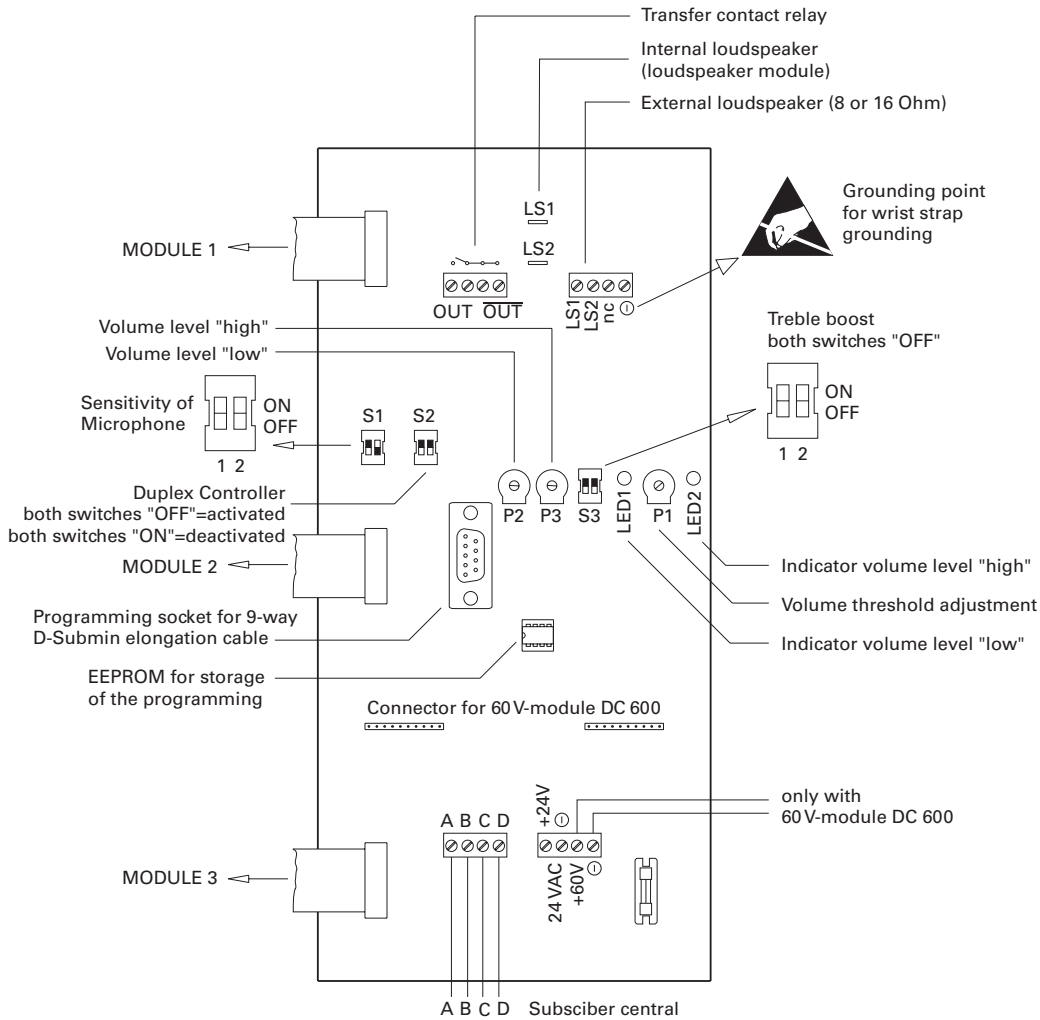 Transfer contact relay
Internal loudspeaker
(loudspeaker module)
External loudspeaker (8 or 16 Ohm)
Grounding point
for wrist strap
grounding
LS1
LS2
MODULE 1
OUT OUT
LS1
LS2
nc
Volume level "high"
Volume level "low"
Treble boost
both switches "OFF"
ON
OFF
1 2
Sensitivity of
Microphone
ON
OFF
1 2
S1
S2
Duplex Controller
both switches "OFF"=activated
both switches "ON"=deactivated
P2
P3
S3
LED1
P1
LED2
MODULE 2
Indicator volume level "high"
Volume threshold adjustment
Indicator volume level "low"
Programming socket for 9-way
D-Submin elongation cable
EEPROM for storage
of the programming
Connector for 60 V-module DC 600
only with
60 V-module DC 600
A B C D
+24V
24 VAC
+60V
MODULE 3
A B C D Subsciber central